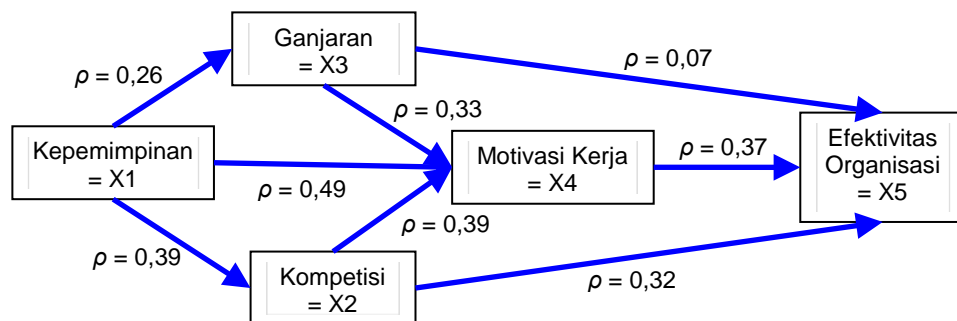 Ganjaran
= X3
ρ = 0,26
ρ = 0,07
ρ = 0,33
Kepemimpinan
= X1
Motivasi Kerja
= X4
Efektivitas
Organisasi
= X5
ρ = 0,37
ρ = 0,49
ρ = 0,39
ρ = 0,39
Kompetisi
= X2
ρ = 0,32